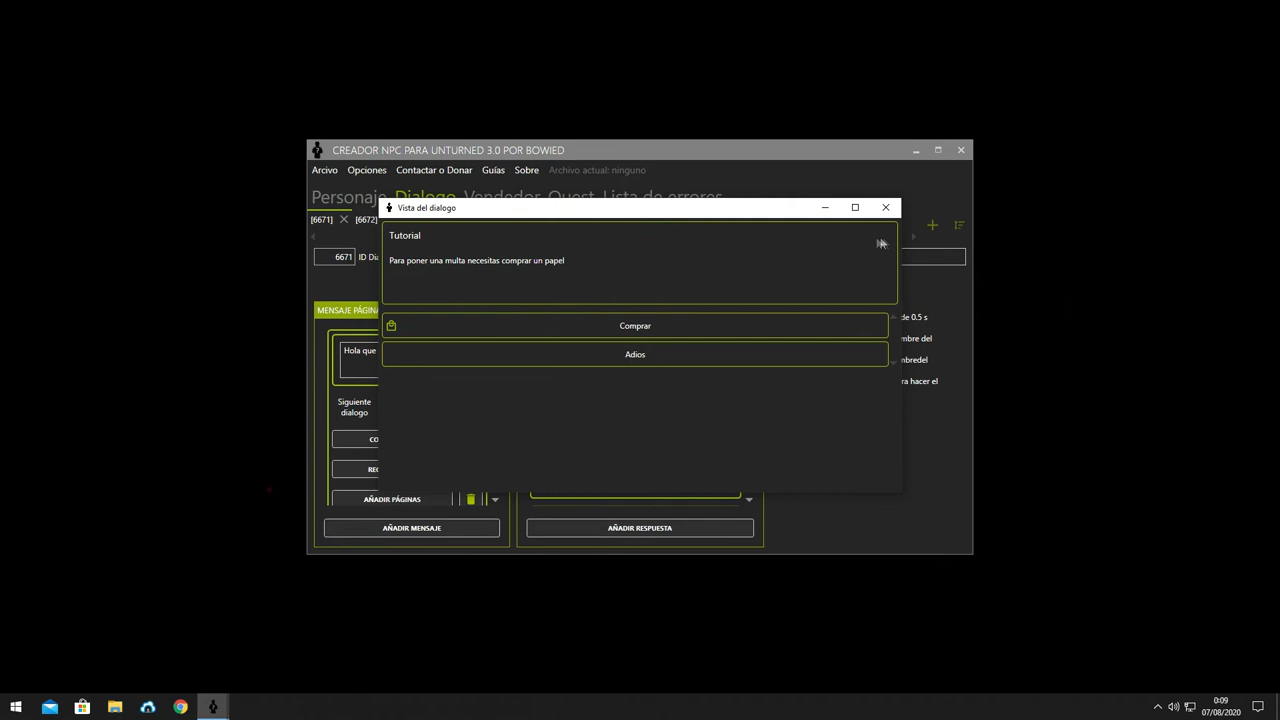 CREADOR NPC PARA UNTURNED 3.0 POR BOWIED
Arcivo Opciones Contactar o Donar Guías Sobre Archivo actual: ninguno
Personaje Dialogo Vendedor Quest Lista de errores
Vista del dialogo
[6671] [6672]
Tutorial
6671 ID Dia
Para poner una multa necesitas comprar un papel
MENSAJE PÁGINA
de 0.5 s
Comprar
mbre del
Hola que
Adios
mbredel
ra hacer el
Siguiente
dialogo
CO
REC
AÑADIR PÁGINAS
AÑADIR MENSAJE
AÑADIR RESPUESTA
0:09
07/08/2020